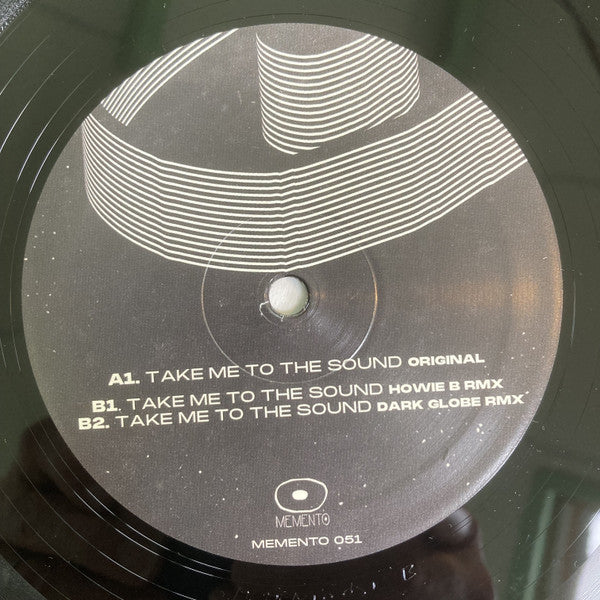 A1. TAKE ME TO THE SOUND ORIGINAL
B1. TAKE ME TO THE SOUND HOWIE B RMX
B2. TAKE ME TO THE SOUND DARK GLOBE RMX
MEMENTO
MEMENTO 051